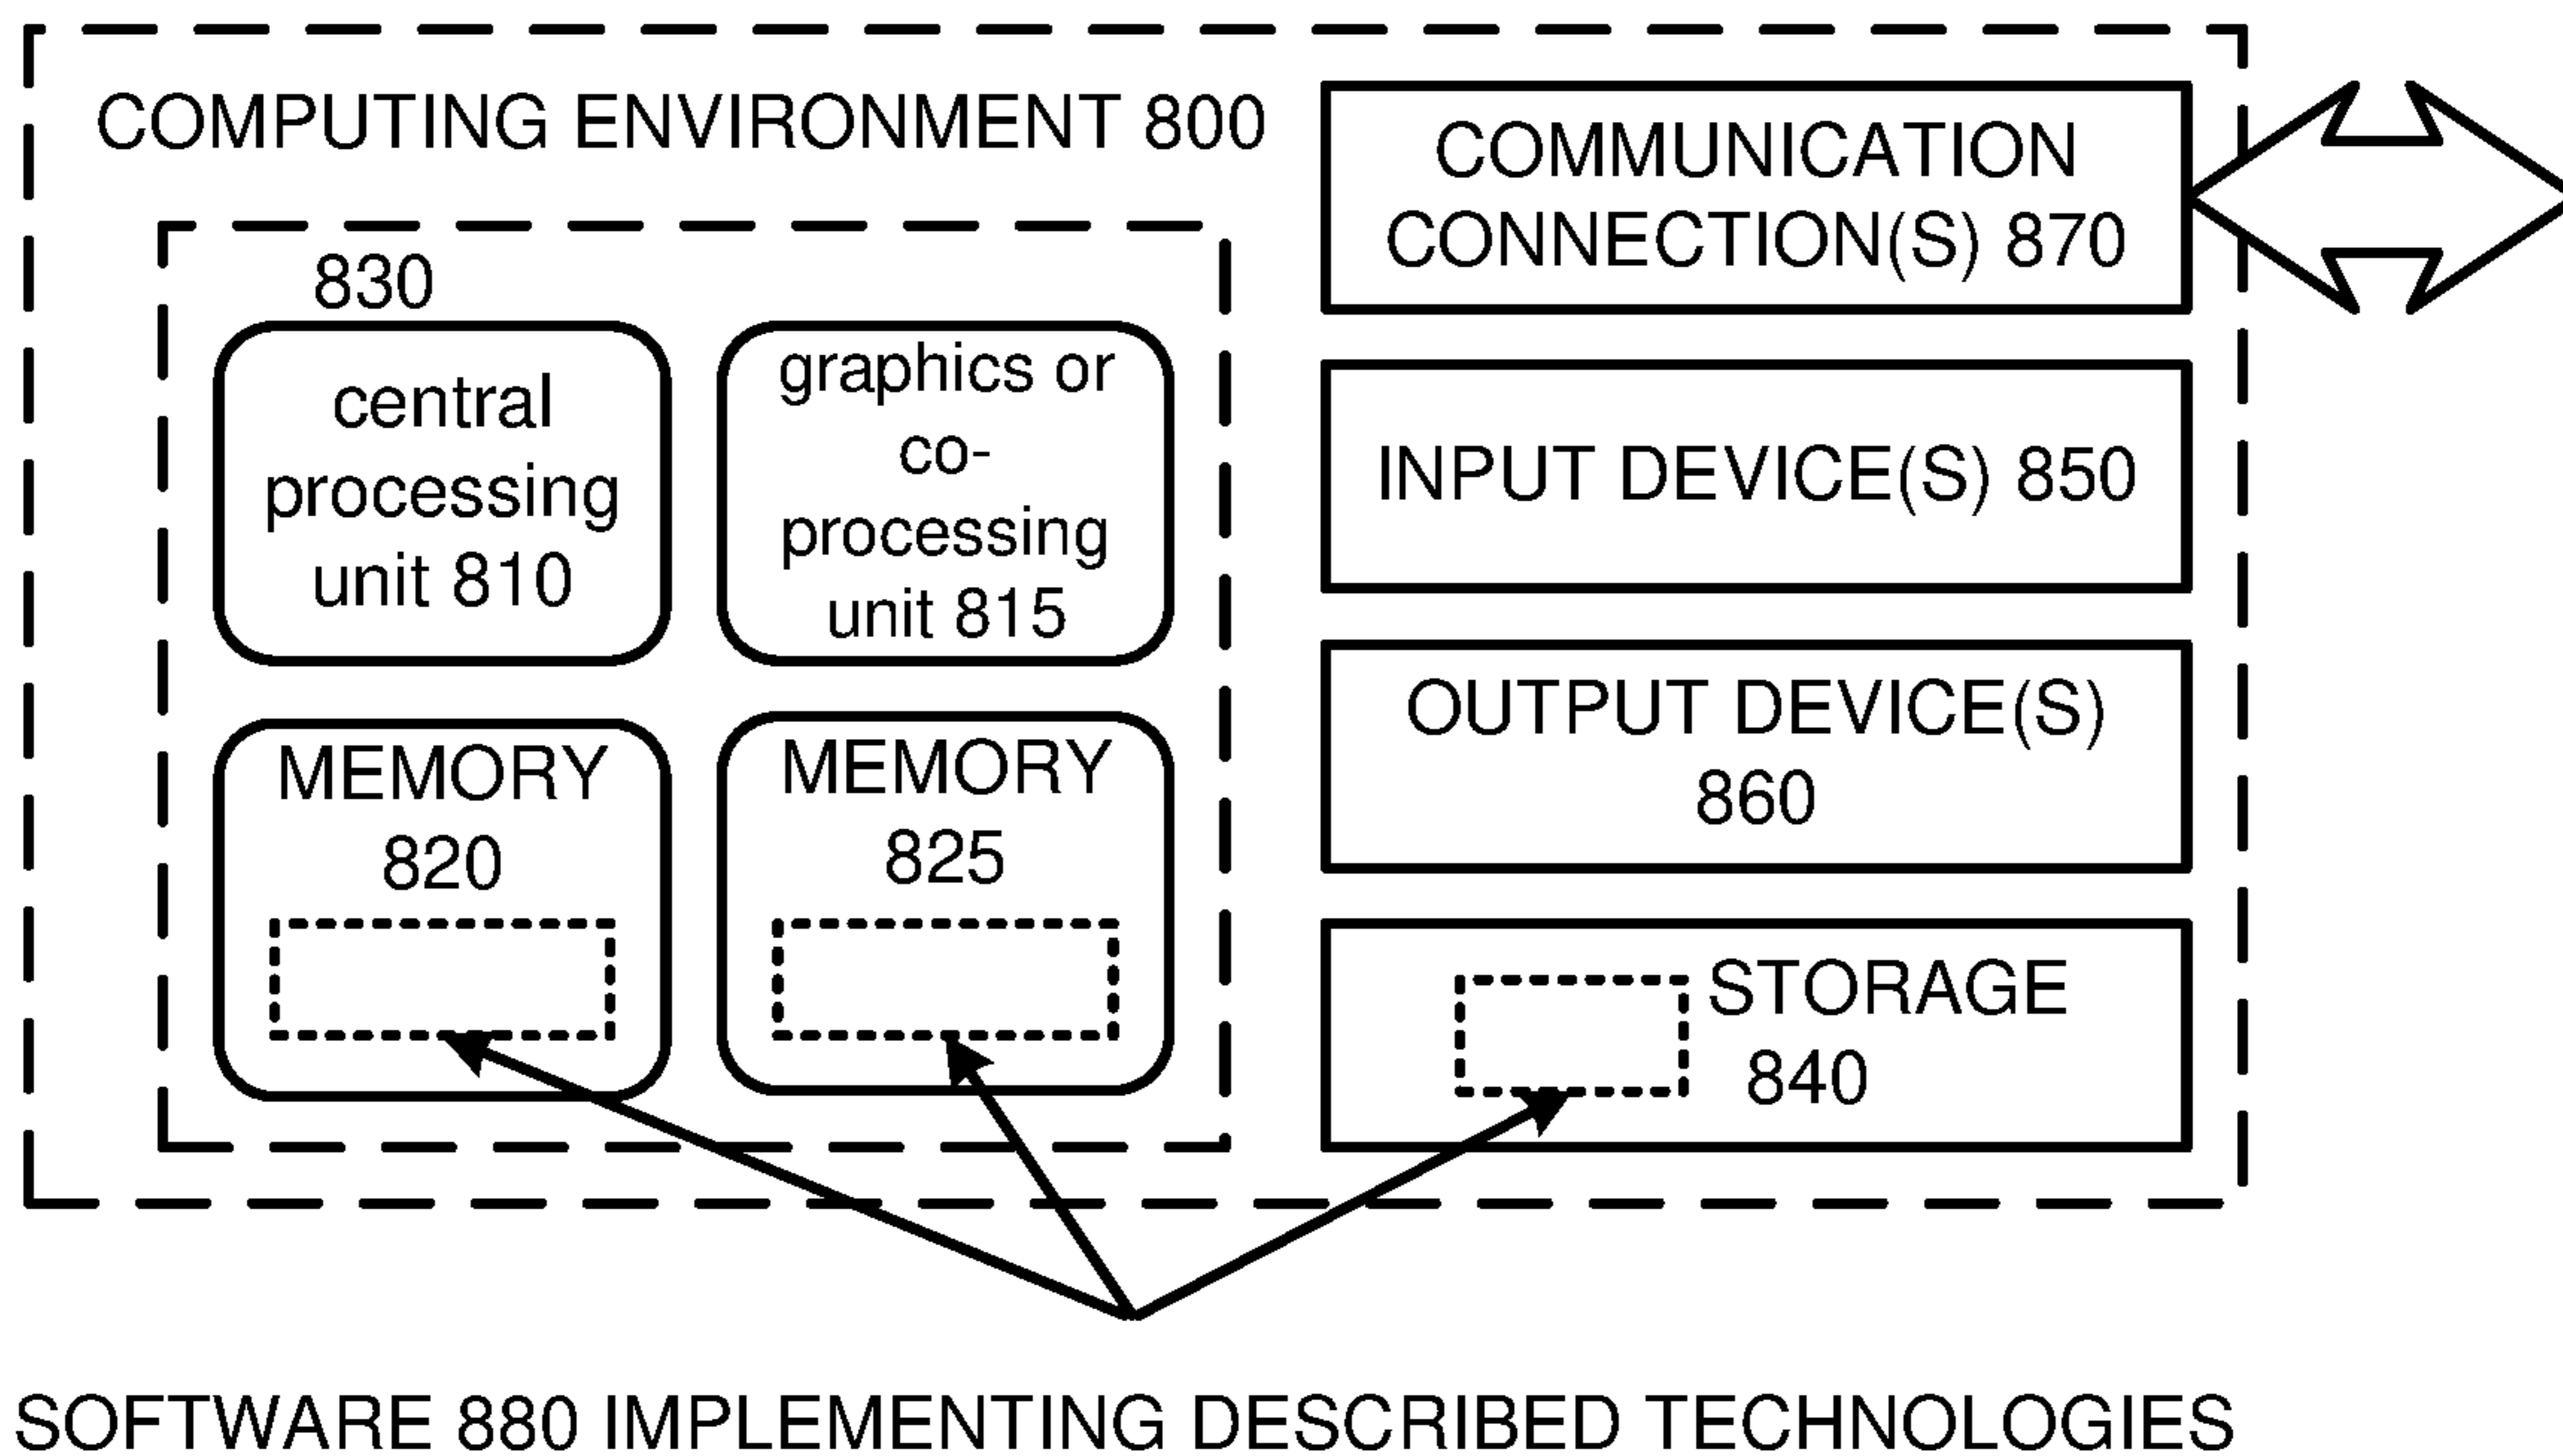 COMPUTING ENVIRONMENT 800
830
central
processing
unit 810
graphics or
co-
processing
unit 815
MEMORY
820
MEMORY
825
COMMUNICATION
CONNECTION(S) 870
INPUT DEVICE(S) 850
OUTPUT DEVICE(S)
860
STORAGE
840
SOFTWARE 880 IMPLEMENTING DESCRIBED TECHNOLOGIES